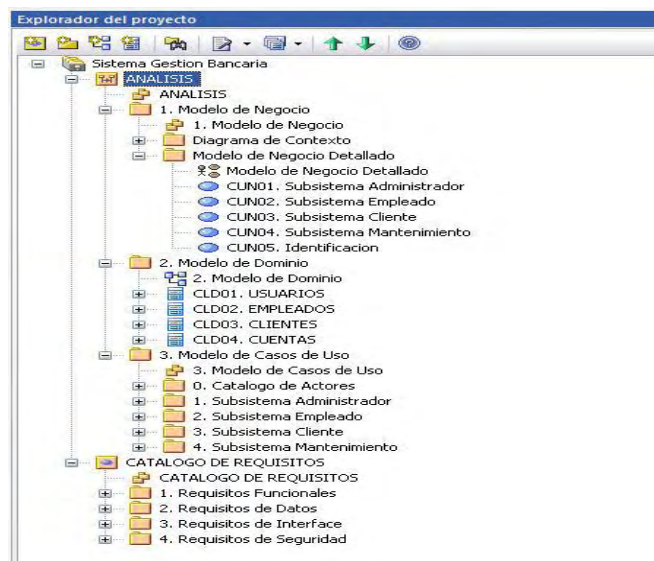 Explorador del proyecto
Sistema Gestion Bancaria
ANALISIS
ANALISIS
1. Modelo de Negocio
1. Modelo de Negocio
Diagrama de Contexto
Modelo de Negocio Detallado
Modelo de Negocio Detallado
CUN01. Subsistema Administrador
CUN02. Subsistema Empleado
CUN03. Subsistema Cliente
CUN04. Subsistema Mantenimiento
CUN05. Identificacion
2. Modelo de Dominio
2. Modelo de Dominio
CLD01. USUARIOS
CLD02. EMPLEADOS
CLD03. CLIENTES
CLD04. CUENTAS
3. Modelo de Casos de Uso
3. Modelo de Casos de Uso
0. Catalogo de Actores
1. Subsistema Administrador
2. Subsistema Empleado
3. Subsistema Cliente
4. Subsistema Mantenimiento
CATALOGO DE REQUISITOS
CATALOGO DE REQUISITOS
1. Requisitos Funcionales
2. Requisitos de Datos
3. Requisitos de Interface
4. Requisitos de Seguridad